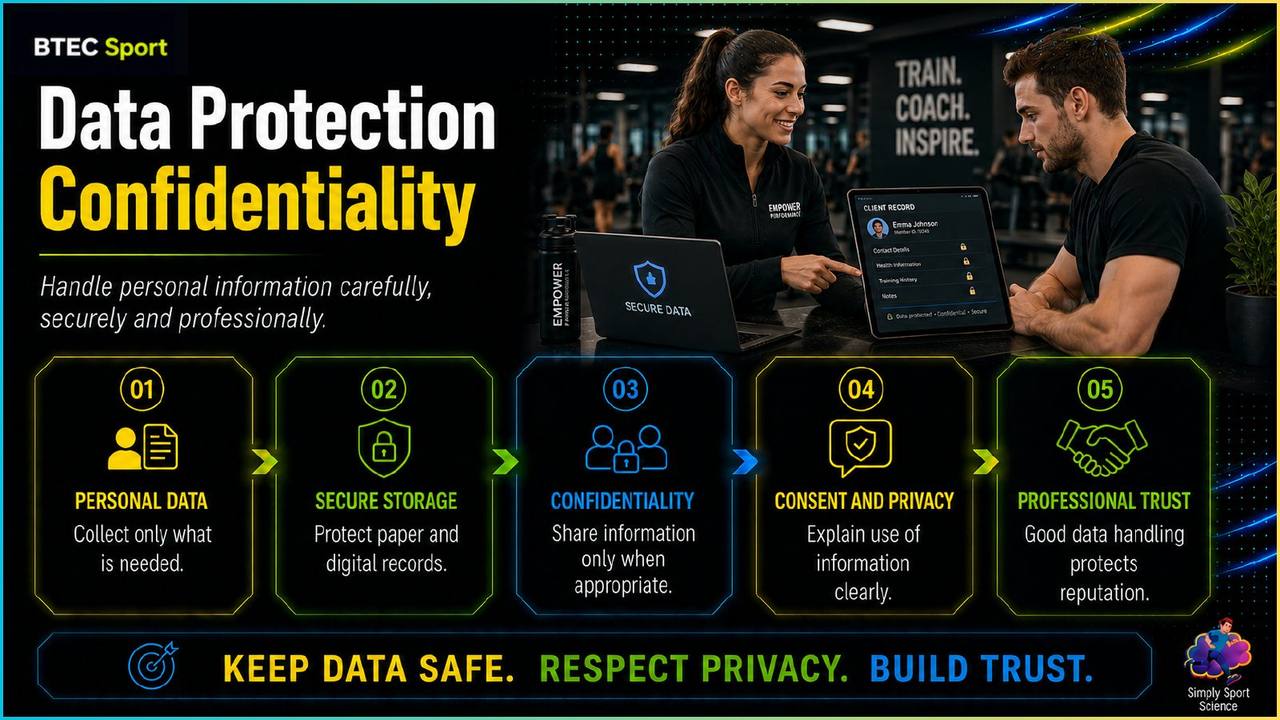 BTEC Sport
Data Protection
Confidentiality
Handle personal information carefully,
securely and professionally.
TRAIN.
COACH.
INSPIRE.
EMPOWER
PERFORMANCE
EMPOWER
SECURE DATA
CLIENT RECORD
Emma Johnson
Contact Details
Health Information
Training History
Notes
Data protected • Confidential • Secure
01
PERSONAL DATA
Collect only what
is needed.
02
SECURE STORAGE
Protect paper and
digital records.
03
CONFIDENTIALITY
Share information
only when
appropriate.
04
CONSENT AND PRIVACY
Explain use of
information
clearly.
05
PROFESSIONAL TRUST
Good data handling
protects
reputation.
KEEP DATA SAFE. RESPECT PRIVACY. BUILD TRUST.
Simply Sport
Science